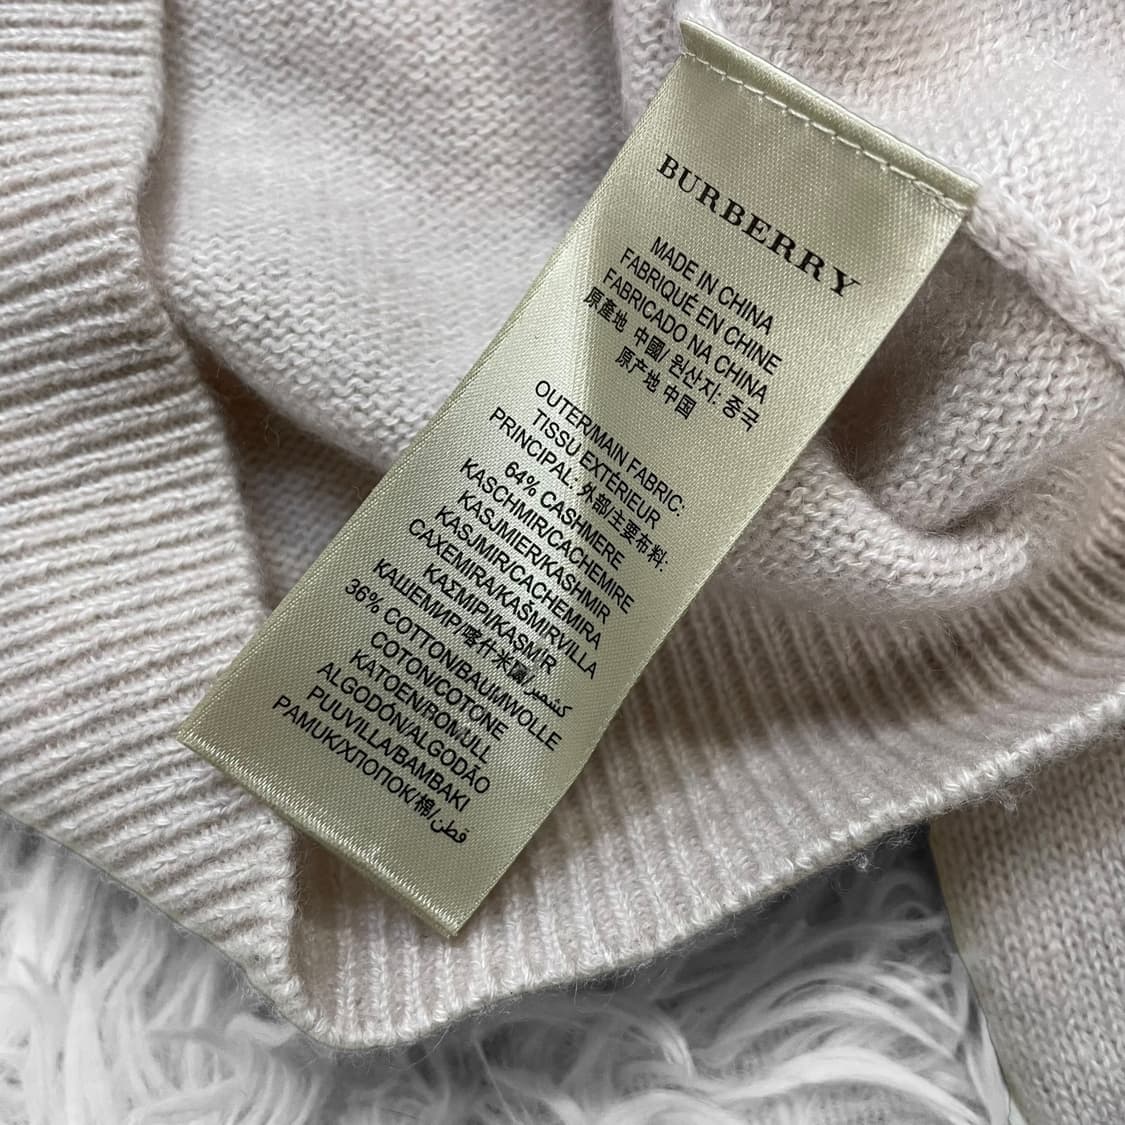 BURBERRY
MADE IN CHINA
FABRIQUÉ EN CHINE
FABRICADO NA CHINA
原產地 中國/ 원산지: 중국
原产地 中国
OUTER/MAIN FABRIC:
TISSU EXTÉRIEUR
PRINCIPAL: 外部/主要布料:
64% CASHMERE
KASCHMIR/CACHEMIRE
KASJMIER/KASHMIR
KASJMIR/CACHEMIRA
CAXEMIRA/KAŠMIRVILLA
ΚΑΣΜΙΡΙ/KAŞMİR
КАШЕМИР/喀什米爾/كشمير
36% COTTON/BAUMWOLLE
COTON/COTONE
KATOEN/BOMULL
ALGODÓN/ALGODÃO
PUUVILLA/BAMBAKI
PAMUK/ХЛОПОК/棉/قطن